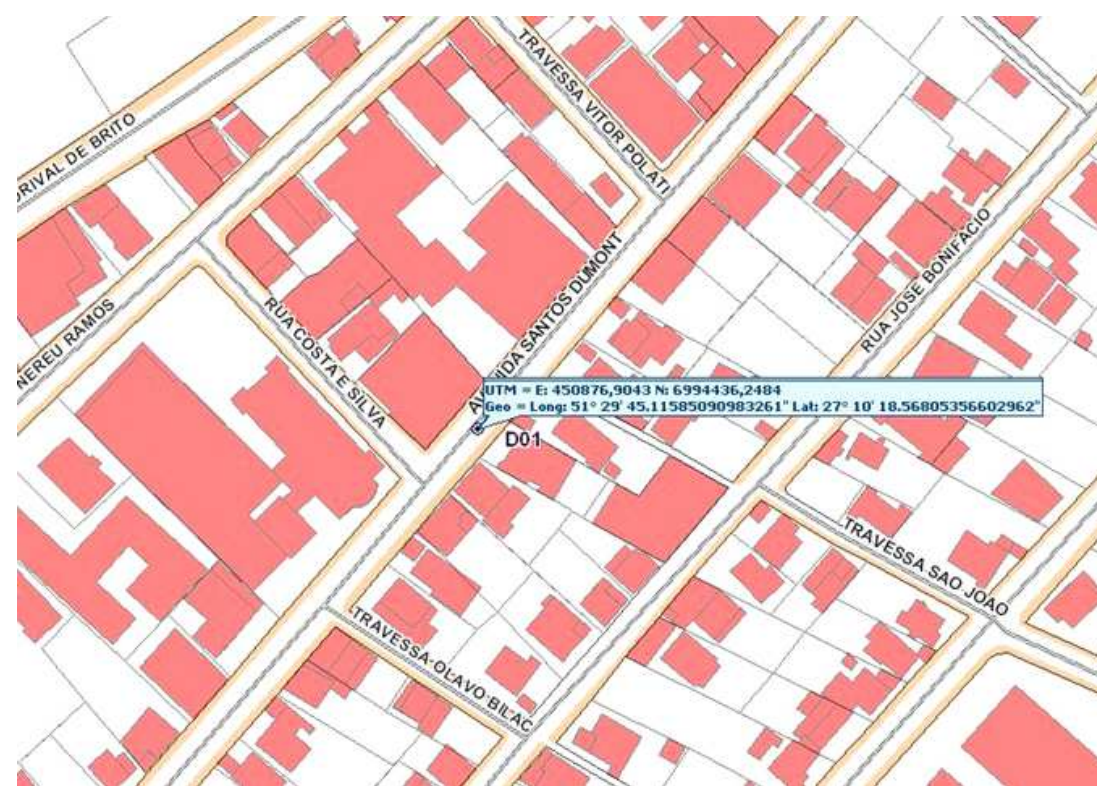 TRAVESSA VITOR POLATI
DRIVAL DE BRITO
RUA JOSE BONIFACIO
SANTOS DUMONT
NEREU RAMOS
RUA COSTA E SILVA
UTM = E: 450876,9043 N: 6994436,2484
Geo = Long: 51° 29' 45.11585090983261" Lat: 27° 10' 18.56805356602962"
D01
TRAVESSA SAO JOAO
TRAVESSA OLAVO BILAC